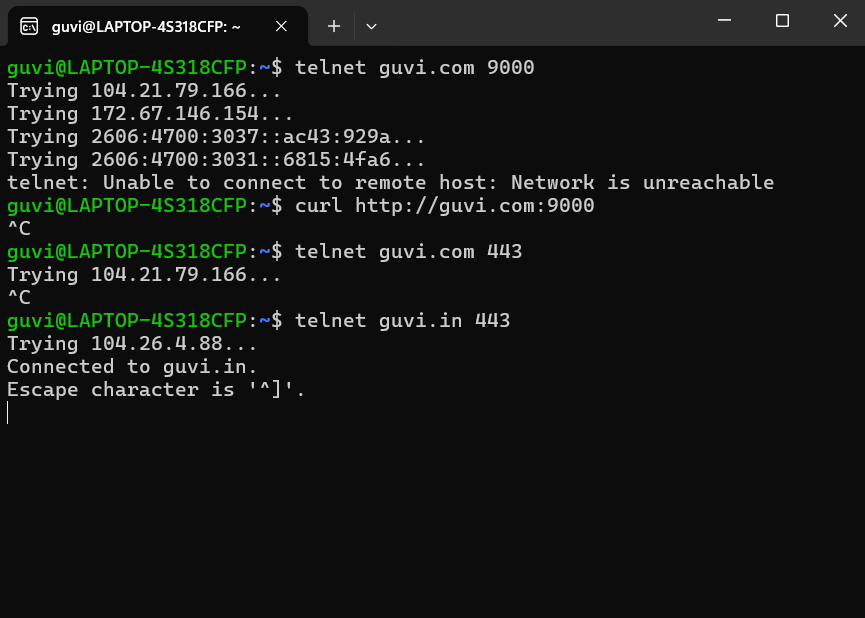 guvi@LAPTOP-4S318CFP: ~
guvi@LAPTOP-4S318CFP:~$ telnet guvi.com 9000
Trying 104.21.79.166...
Trying 172.67.146.154...
Trying 2606:4700:3037::ac43:929a...
Trying 2606:4700:3031::6815:4fa6...
telnet: Unable to connect to remote host: Network is unreachable
guvi@LAPTOP-4S318CFP:~$ curl http://guvi.com:9000
^C
guvi@LAPTOP-4S318CFP:~$ telnet guvi.com 443
Trying 104.21.79.166...
^C
guvi@LAPTOP-4S318CFP:~$ telnet guvi.in 443
Trying 104.26.4.88...
Connected to guvi.in.
Escape character is '^]'.